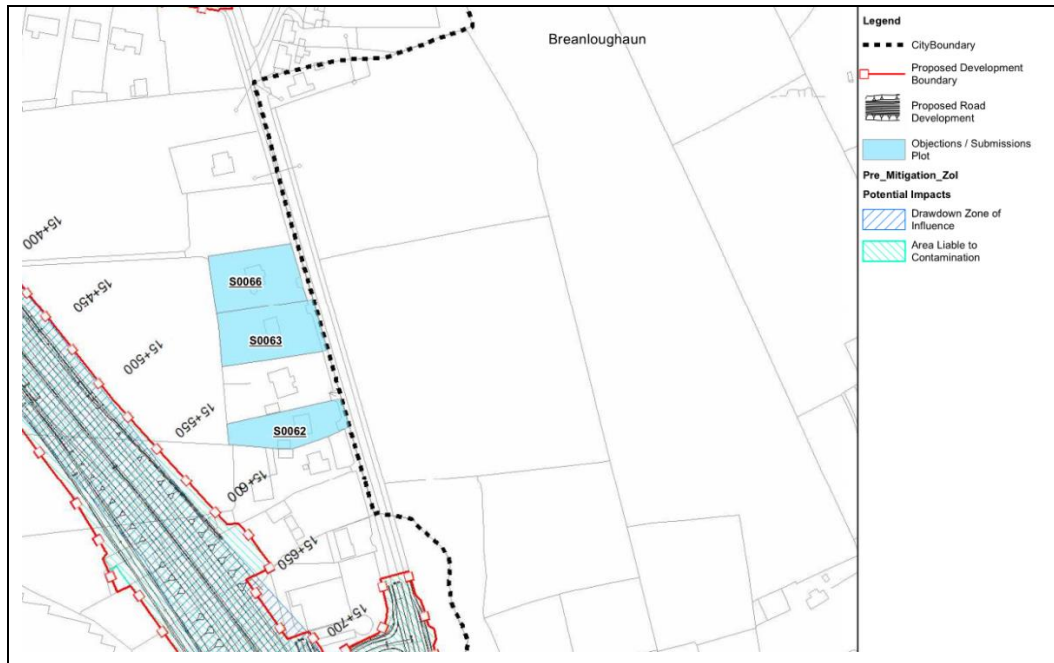 Breanloughaun
15+400
15+450
15+500
15+550
15+600
15+650
15+700
S0066
S0063
S0062
Legend
CityBoundary
Proposed Development
Boundary
Proposed Road
Development
Objections / Submissions
Plot
Pre_Mitigation_ZoI
Potential Impacts
Drawdown Zone of
Influence
Area Liable to
Contamination